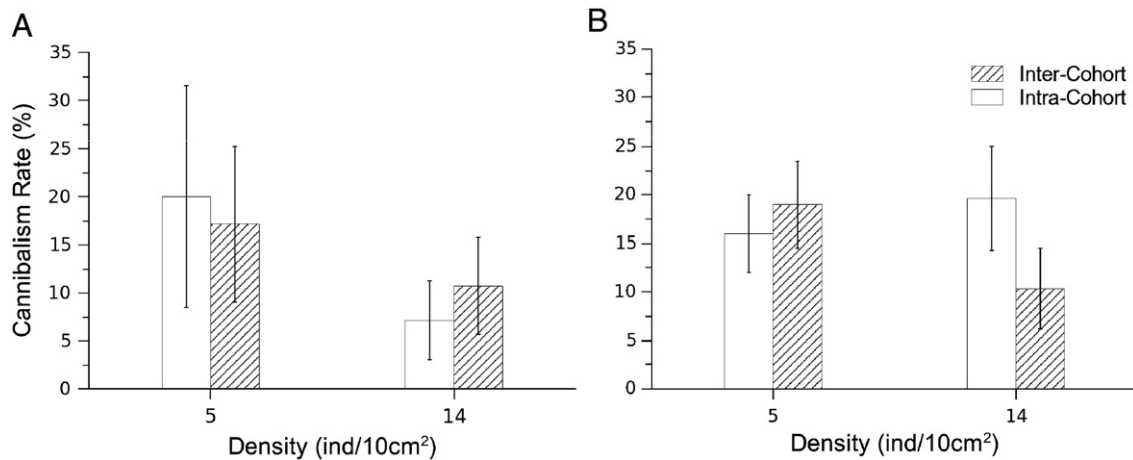 A
35
30
25
20
15
10
5
0
Cannibalism Rate (%)
5
14
Density (ind/10cm²)
B
35
30
25
20
15
10
5
0
Inter-Cohort
Intra-Cohort
5
14
Density (ind/10cm²)